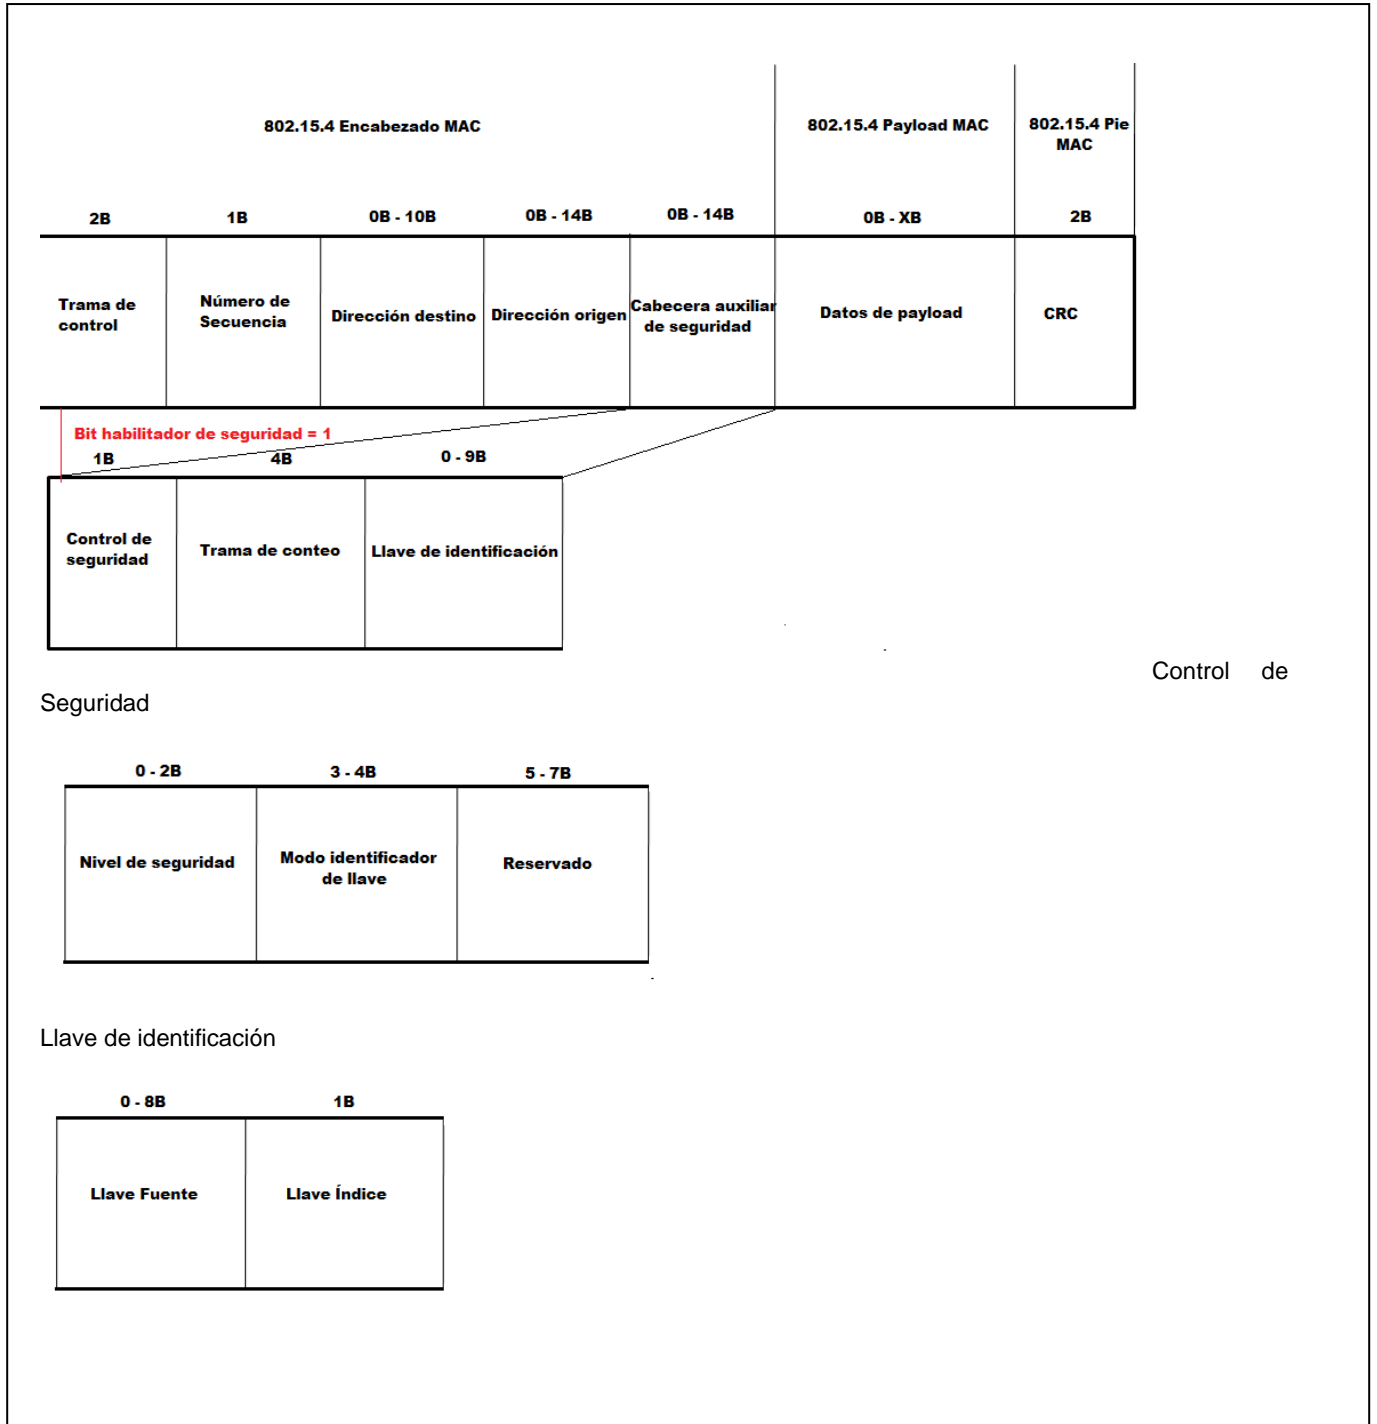 802.15.4 Encabezado MAC
802.15.4 Payload MAC
802.15.4 Pie
MAC
2B
1B
0B - 10B
0B - 14B
0B - 14B
0B - XB
2B
Trama de
control
Número de
Secuencia
Dirección destino
Dirección origen
Cabecera auxiliar
de seguridad
Datos de payload
CRC
Bit habilitador de seguridad = 1
1B
4B
0 - 9B
Control de
seguridad
Trama de conteo
Llave de identificación
Control de
Seguridad
0 - 2B
3 - 4B
5 - 7B
Nivel de seguridad
Modo identificador
de llave
Reservado
Llave de identificación
0 - 8B
1B
Llave Fuente
Llave Índice